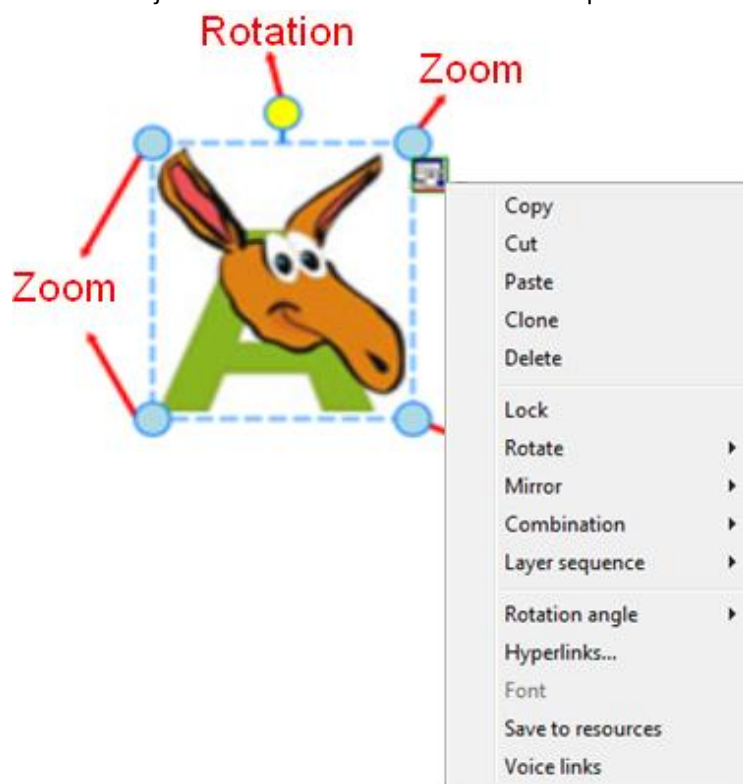 Rotation
Zoom
Zoom
Copy
Cut
Paste
Clone
Delete
Lock
Rotate
Mirror
Combination
Layer sequence
Rotation angle
Hyperlinks...
Font
Save to resources
Voice links